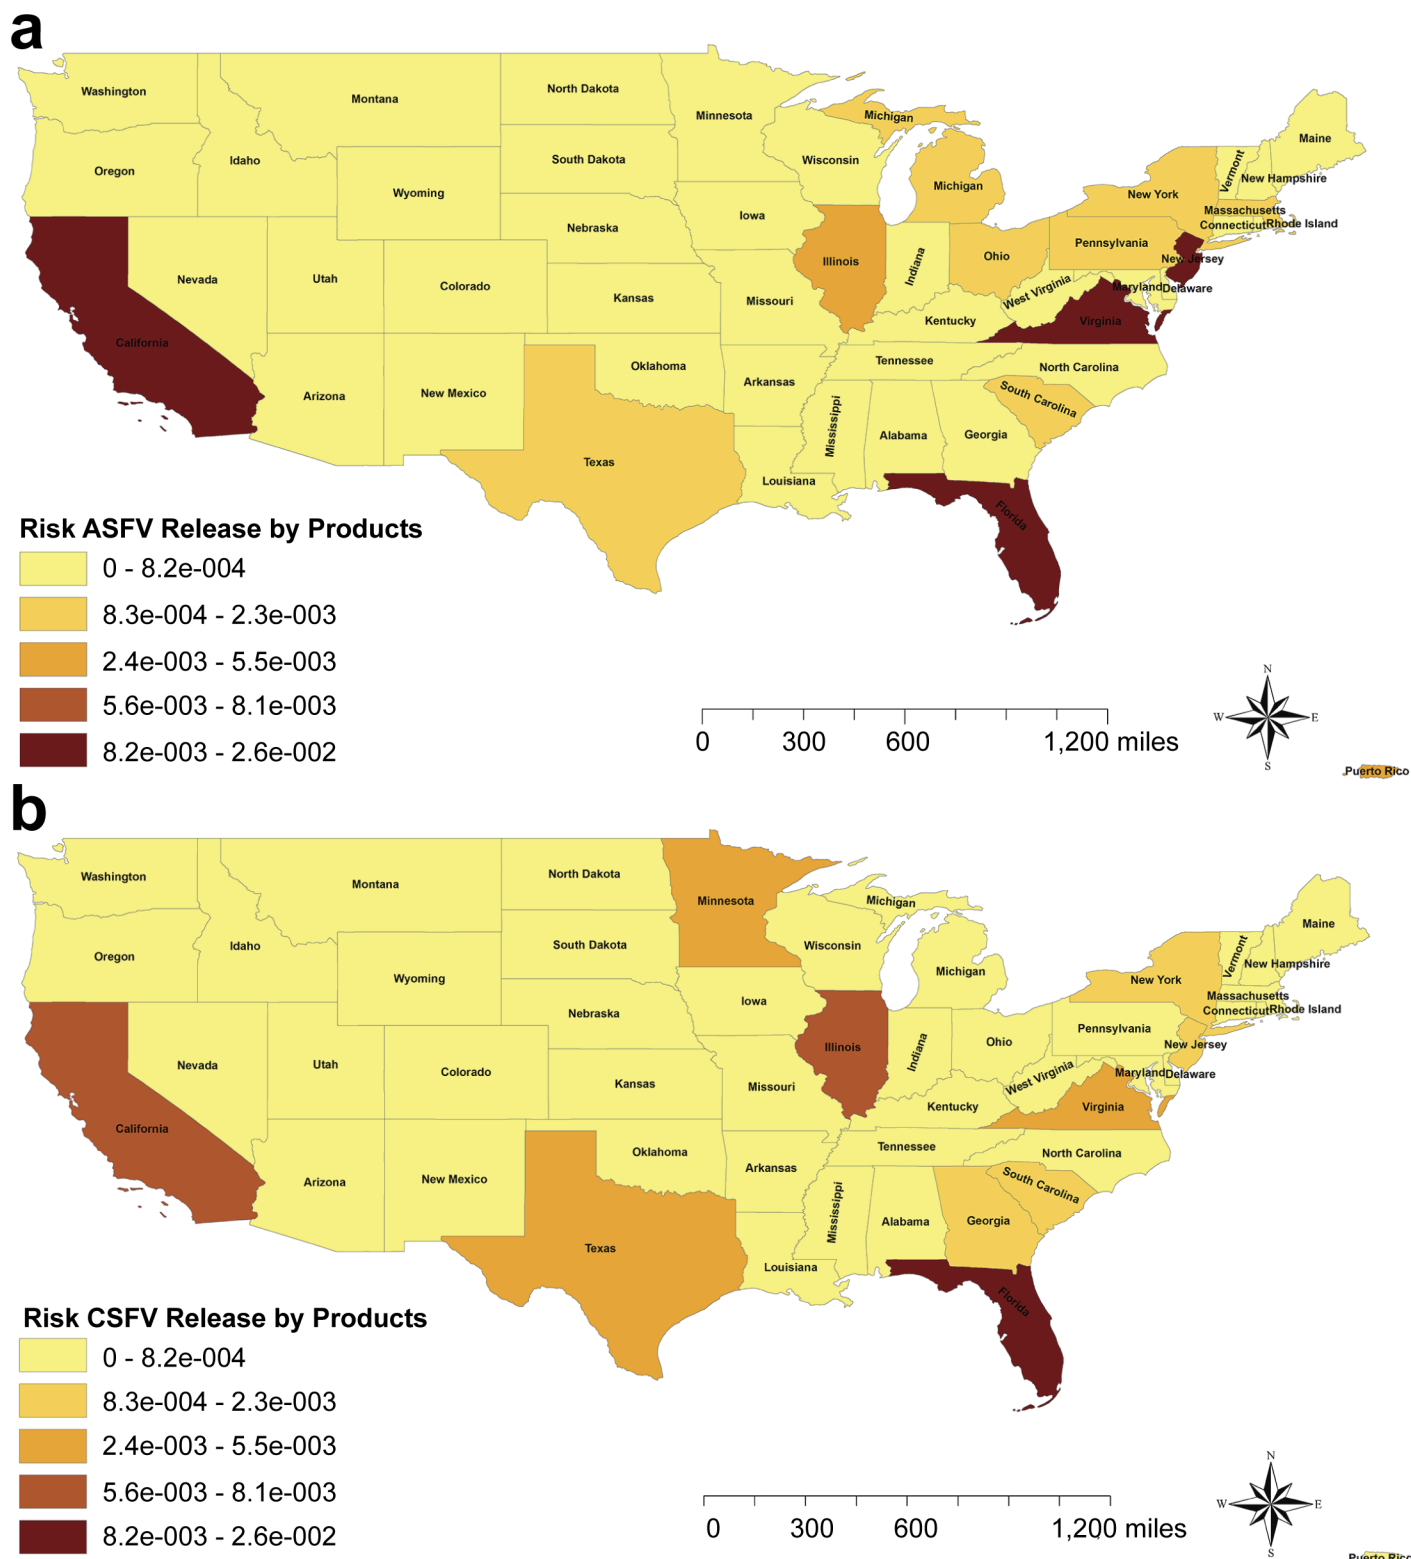 a
Washington
Montana
North Dakota
Minnesota
Michigan
Maine
Oregon
Idaho
South Dakota
Wisconsin
Wyoming
Michigan
New York
Vermont
New Hampshire
Iowa
Massachusetts
Nebraska
Connecticut
Rhode Island
Pennsylvania
Nevada
Utah
Colorado
Illinois
Indiana
Ohio
New Jersey
Kansas
Missouri
West Virginia
Maryland
Delaware
California
Kentucky
Virginia
Tennessee
Oklahoma
North Carolina
Arizona
New Mexico
Arkansas
South Carolina
Mississippi
Alabama
Georgia
Texas
Louisiana
Florida
Risk ASFV Release by Products
0 - 8.2e-004
8.3e-004 - 2.3e-003
2.4e-003 - 5.5e-003
5.6e-003 - 8.1e-003
8.2e-003 - 2.6e-002
0 300 600 1,200 miles
N
W E
S
Puerto Rico
b
Washington
Montana
North Dakota
Minnesota
Michigan
Maine
Oregon
Idaho
South Dakota
Wisconsin
Wyoming
Michigan
New York
Vermont
New Hampshire
Iowa
Massachusetts
Nebraska
Connecticut
Rhode Island
Pennsylvania
Nevada
Utah
Colorado
Illinois
Indiana
Ohio
New Jersey
Kansas
Missouri
West Virginia
Maryland
Delaware
California
Kentucky
Virginia
Tennessee
Oklahoma
North Carolina
Arizona
New Mexico
Arkansas
South Carolina
Mississippi
Alabama
Georgia
Texas
Louisiana
Florida
Risk CSFV Release by Products
0 - 8.2e-004
8.3e-004 - 2.3e-003
2.4e-003 - 5.5e-003
5.6e-003 - 8.1e-003
8.2e-003 - 2.6e-002
0 300 600 1,200 miles
N
W E
S
Puerto Rico